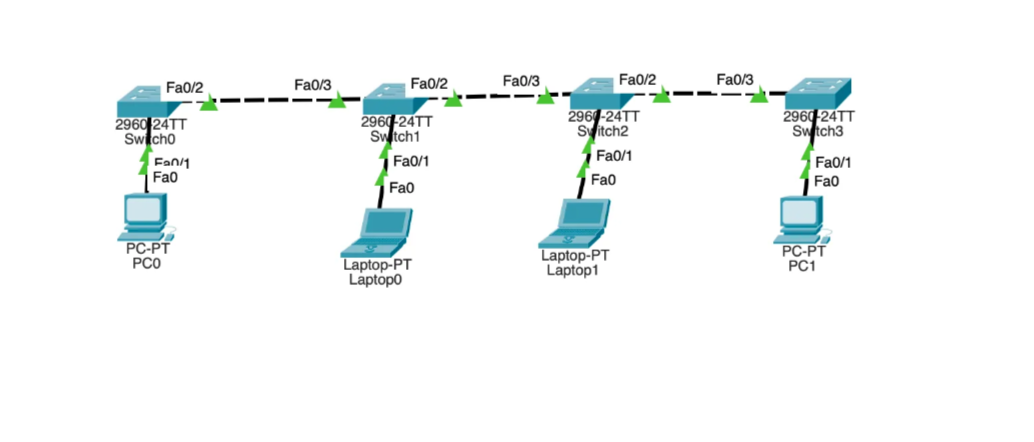 Fa0/2
Fa0/3
Fa0/2
Fa0/3
Fa0/2
Fa0/3
2960-24TT
Switch0
2960-24TT
Switch1
2960-24TT
Switch2
2960-24TT
Switch3
Fa0/1
Fa0
Fa0/1
Fa0
Fa0/1
Fa0
Fa0/1
Fa0
PC-PT
PC0
Laptop-PT
Laptop0
Laptop-PT
Laptop1
PC-PT
PC1